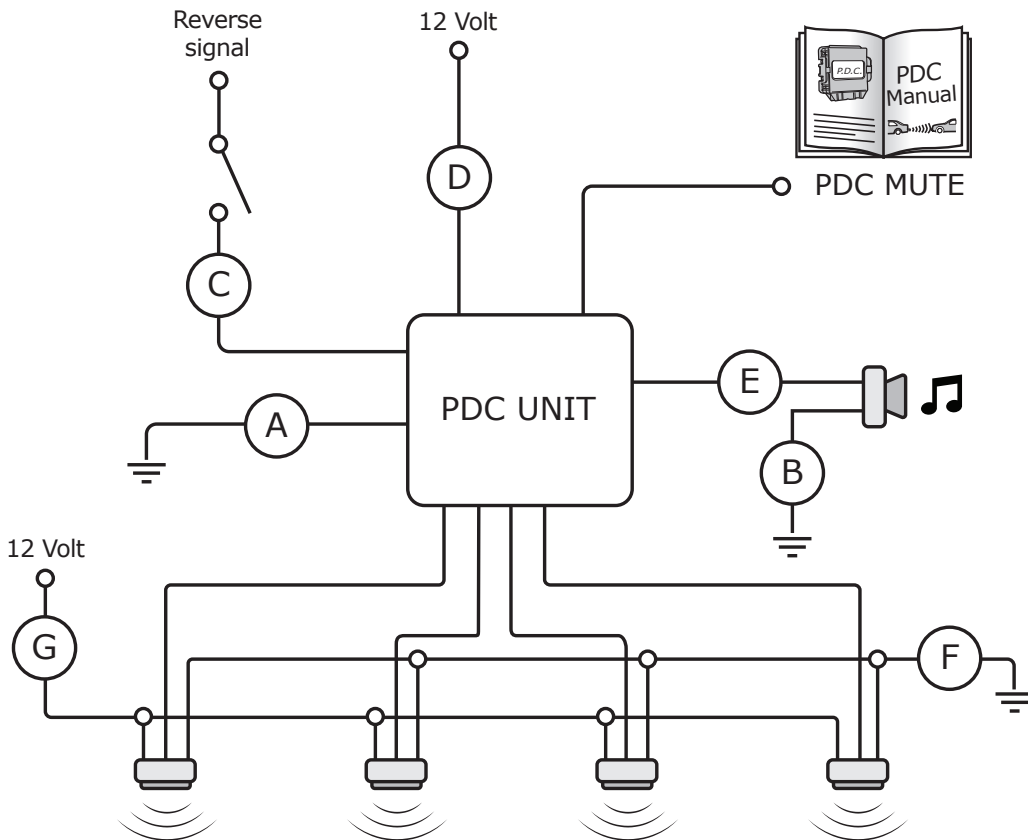 Reverse
signal
12 Volt
P.D.C.
PDC
Manual
PDC MUTE
D
C
A
PDC UNIT
E
B
12 Volt
G
F